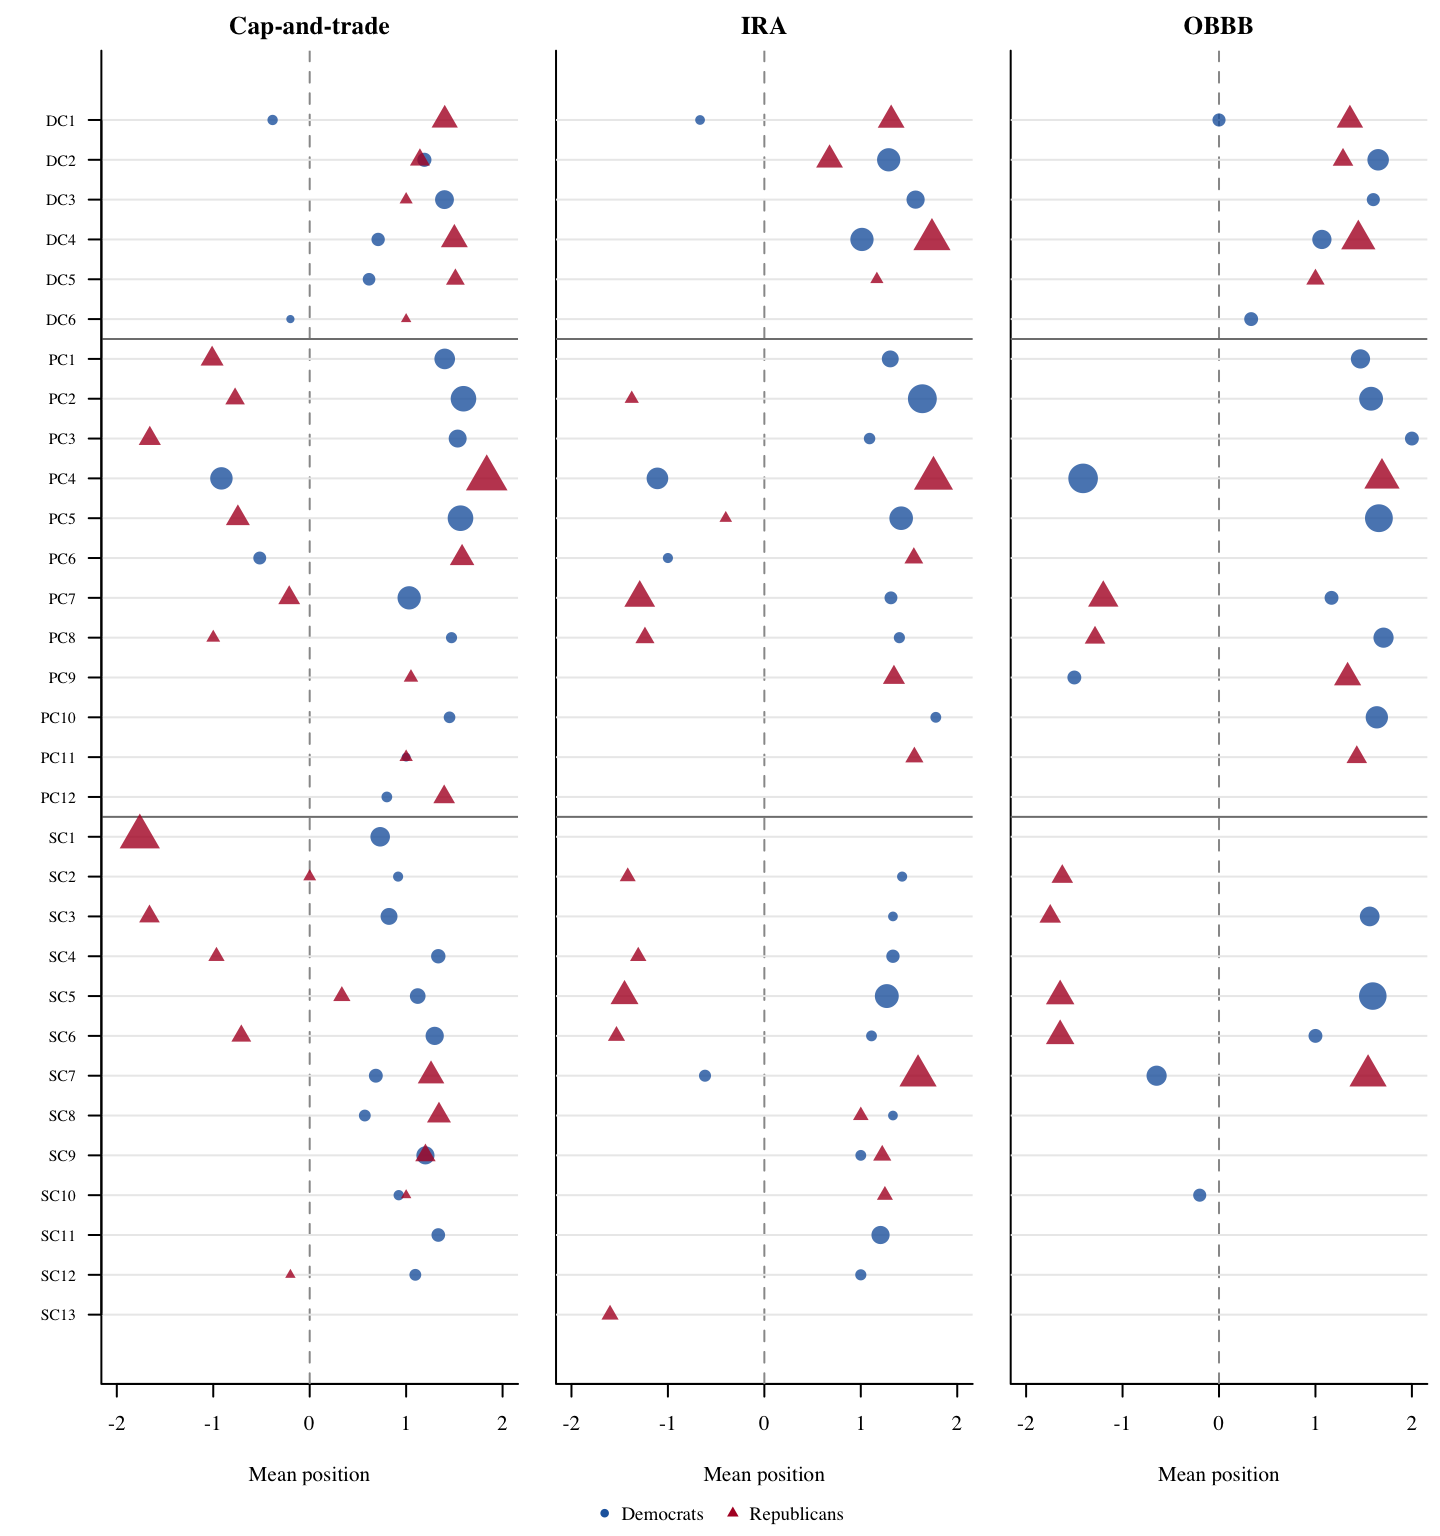 Cap-and-trade IRA OBBB
DC1
DC2
DC3
DC4
DC5
DC6
PC1
PC2
PC3
PC4
PC5
PC6
PC7
PC8
PC9
PC10
PC11
PC12
SC1
SC2
SC3
SC4
SC5
SC6
SC7
SC8
SC9
SC10
SC11
SC12
SC13
-2 -1 0 1 2 -2 -1 0 1 2 -2 -1 0 1 2
Mean position Mean position Mean position
Democrats Republicans